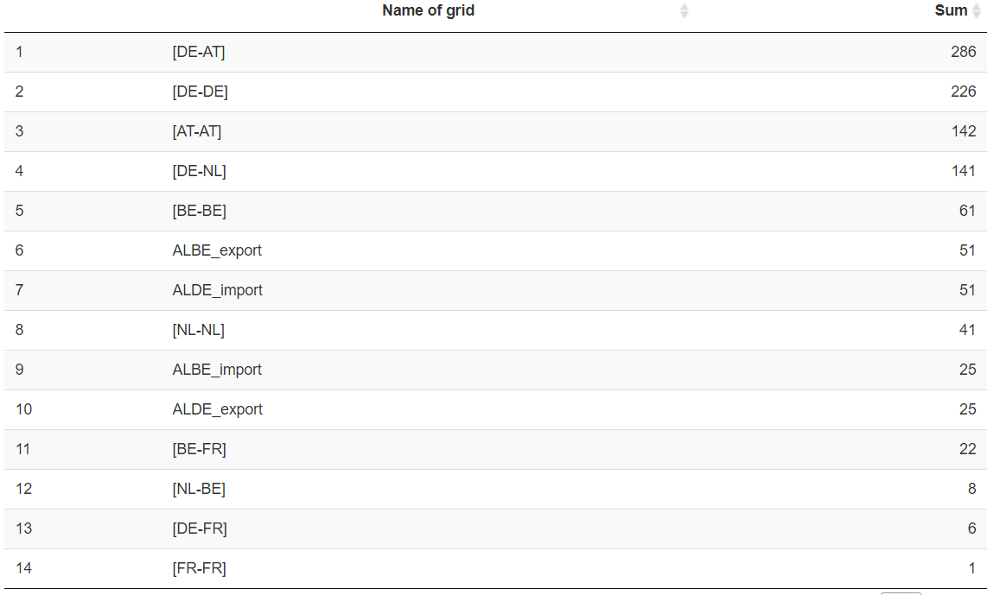 Name of grid Sum
1 [DE-AT] 286
2 [DE-DE] 226
3 [AT-AT] 142
4 [DE-NL] 141
5 [BE-BE] 61
6 ALBE_export 51
7 ALDE_import 51
8 [NL-NL] 41
9 ALBE_import 25
10 ALDE_export 25
11 [BE-FR] 22
12 [NL-BE] 8
13 [DE-FR] 6
14 [FR-FR] 1